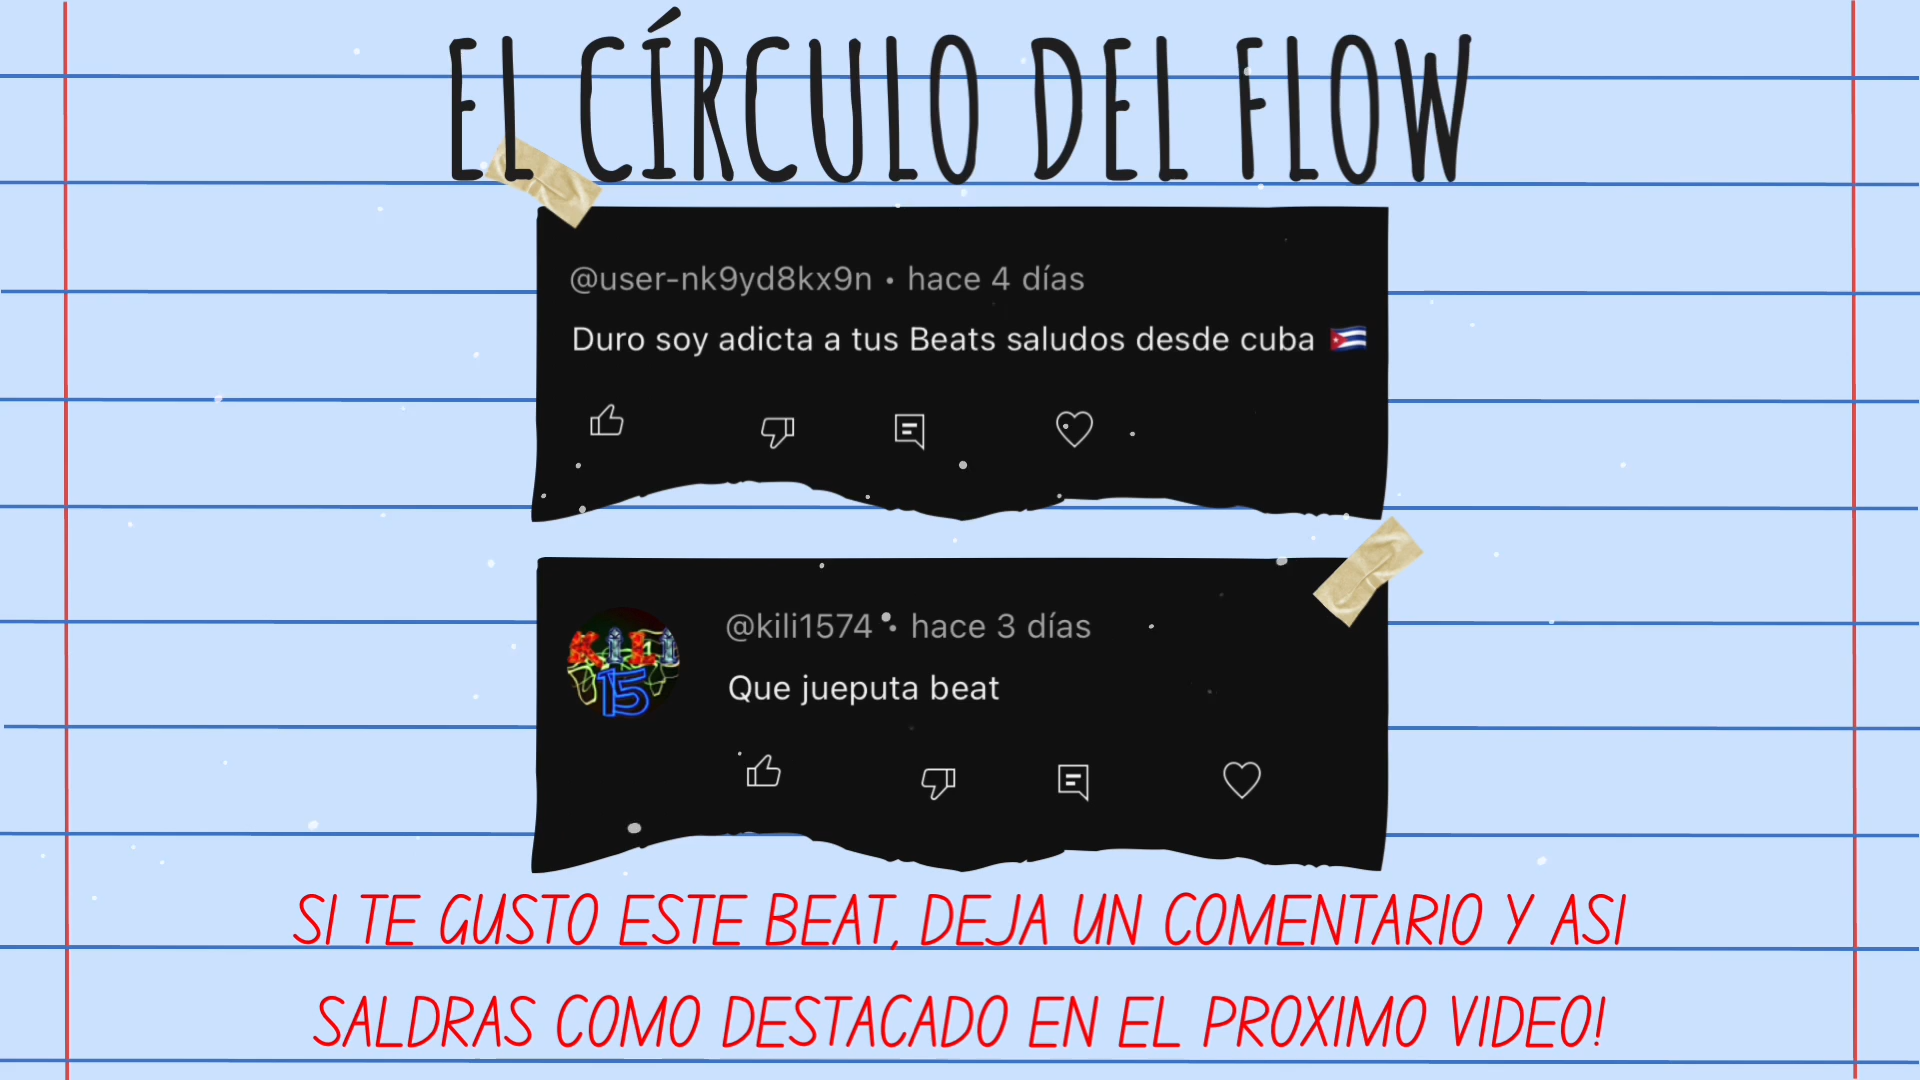 EL CÍRCULO DEL FLOW
@user-nk9yd8kx9n • hace 4 días
Duro soy adicta a tus Beats saludos desde cuba 🇨🇺
KILI
15
@kili1574 • hace 3 días
Que jueputa beat
SI TE GUSTO ESTE BEAT, DEJA UN COMENTARIO Y ASI
SALDRAS COMO DESTACADO EN EL PROXIMO VIDEO!